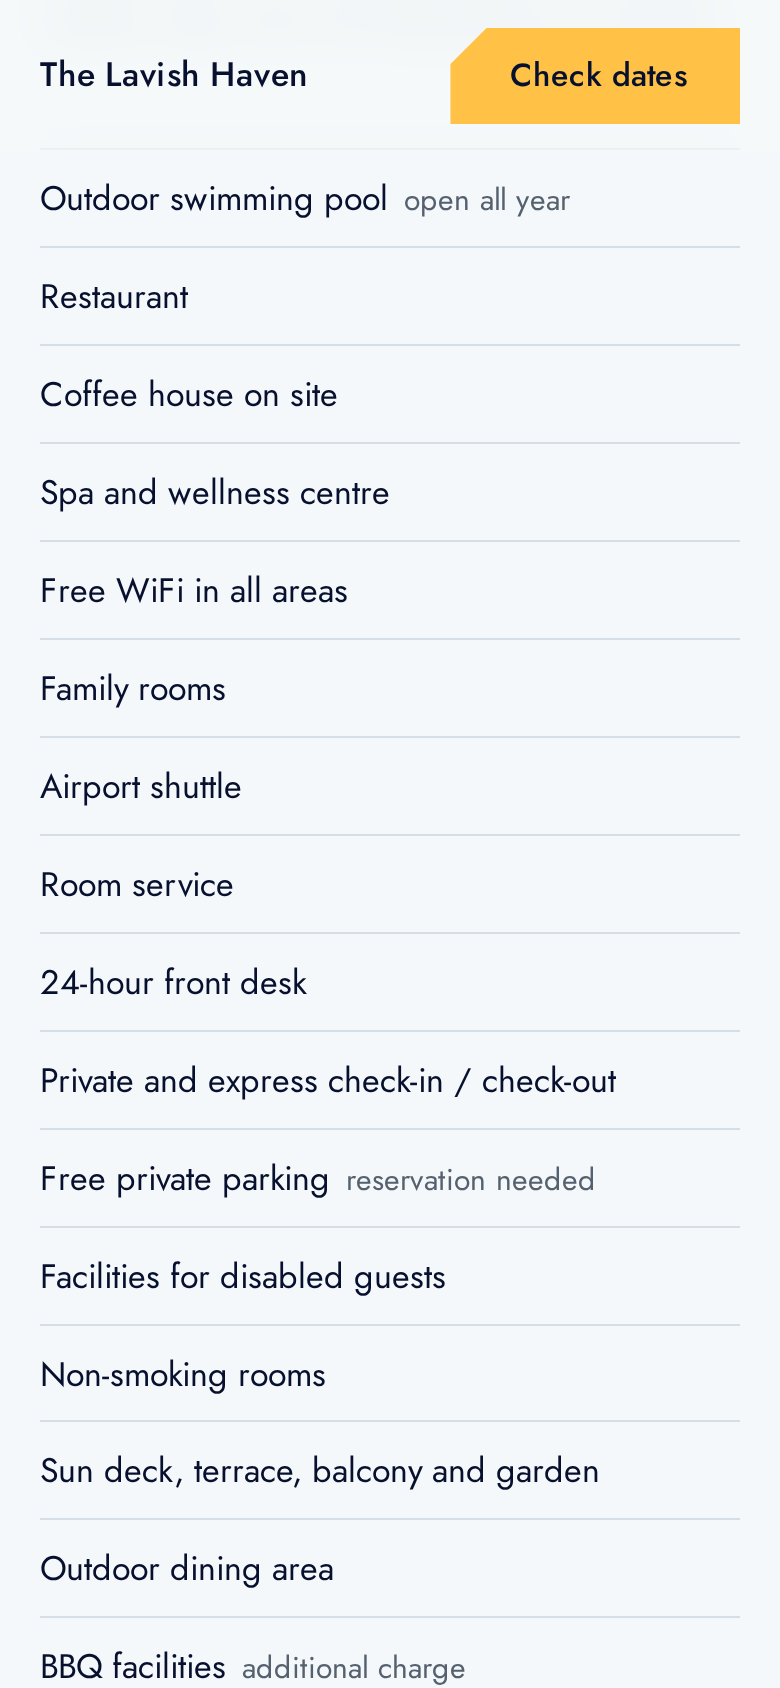 The Lavish Haven
Check dates
Outdoor swimming pool open all year
Restaurant
Coffee house on site
Spa and wellness centre
Free WiFi in all areas
Family rooms
Airport shuttle
Room service
24-hour front desk
Private and express check-in / check-out
Free private parking reservation needed
Facilities for disabled guests
Non-smoking rooms
Sun deck, terrace, balcony and garden
Outdoor dining area
BBQ facilities additional charge